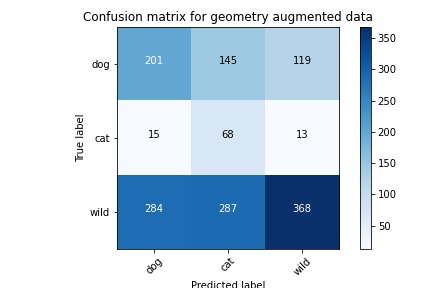 Confusion matrix for geometry augmented data
dog 201 145 119
cat 15 68 13
wild 284 287 368
dog cat wild
True label
Predicted label
350
300
250
200
150
100
50